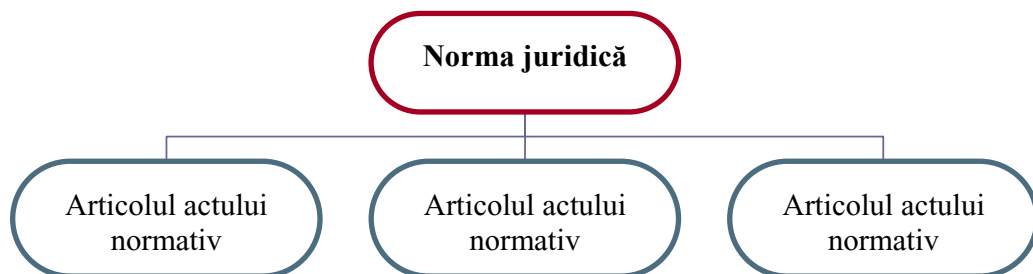 Norma juridică
Articolul actului
normativ
Articolul actului
normativ
Articolul actului
normativ